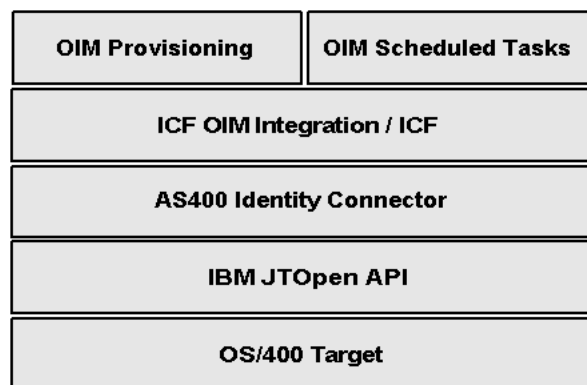 OIM Provisioning
OIM Scheduled Tasks
ICF OIM Integration / ICF
AS400 Identity Connector
IBM JTOpen API
OS/400 Target